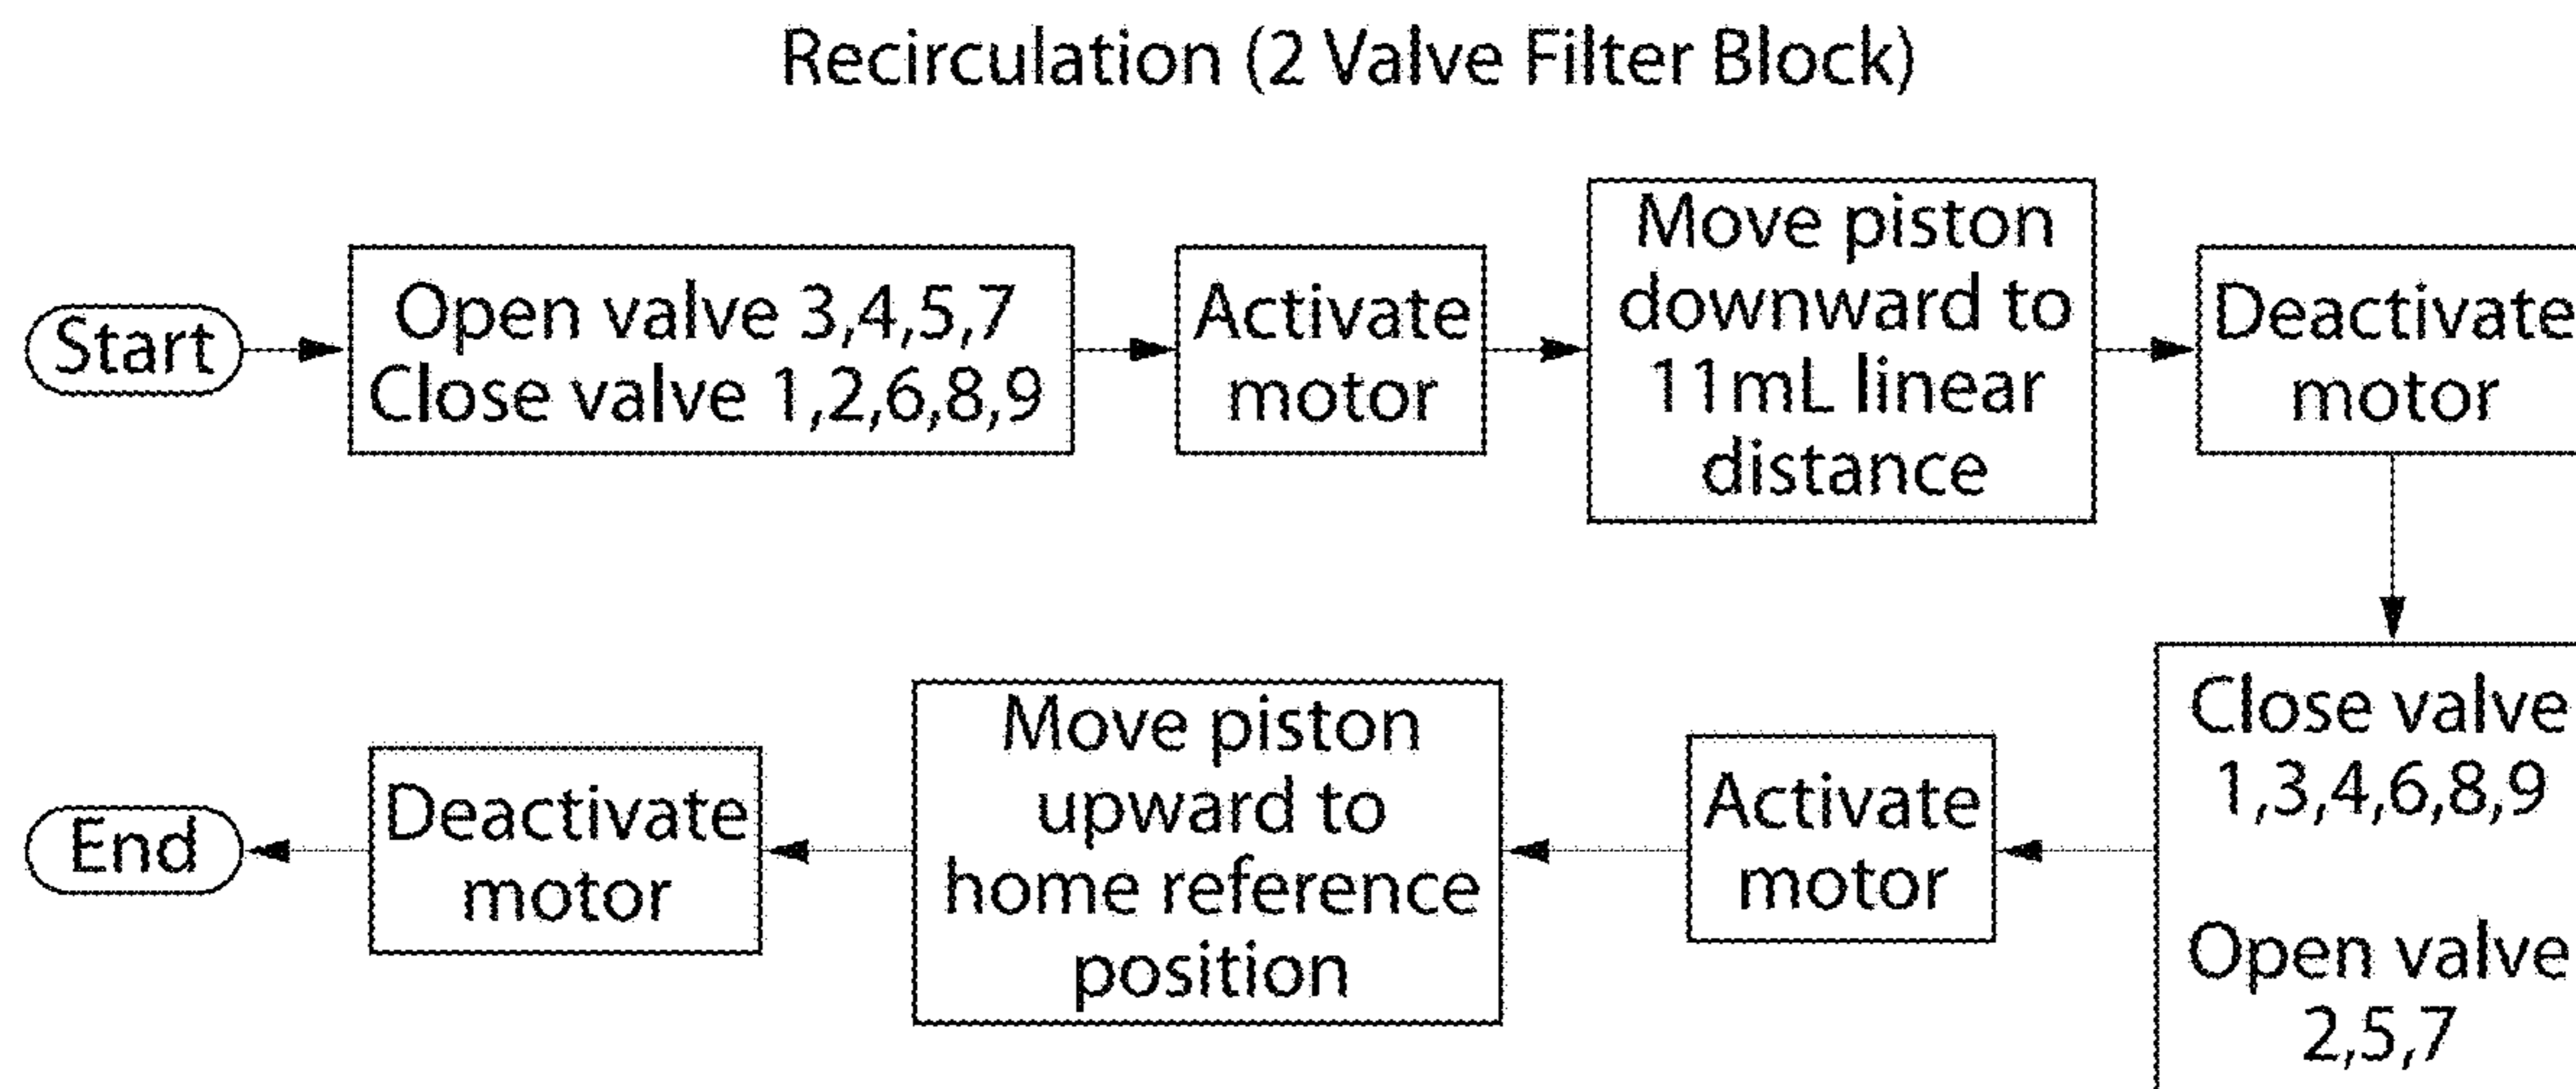 Recirculation (2 Valve Filter Block)
Start
Open valve 3,4,5,7
Close valve 1,2,6,8,9
Activate
motor
Move piston
downward to
11mL linear
distance
Deactivate
motor
Close valve
1,3,4,6,8,9
Open valve
2,5,7
Activate
motor
Move piston
upward to
home reference
position
Deactivate
motor
End